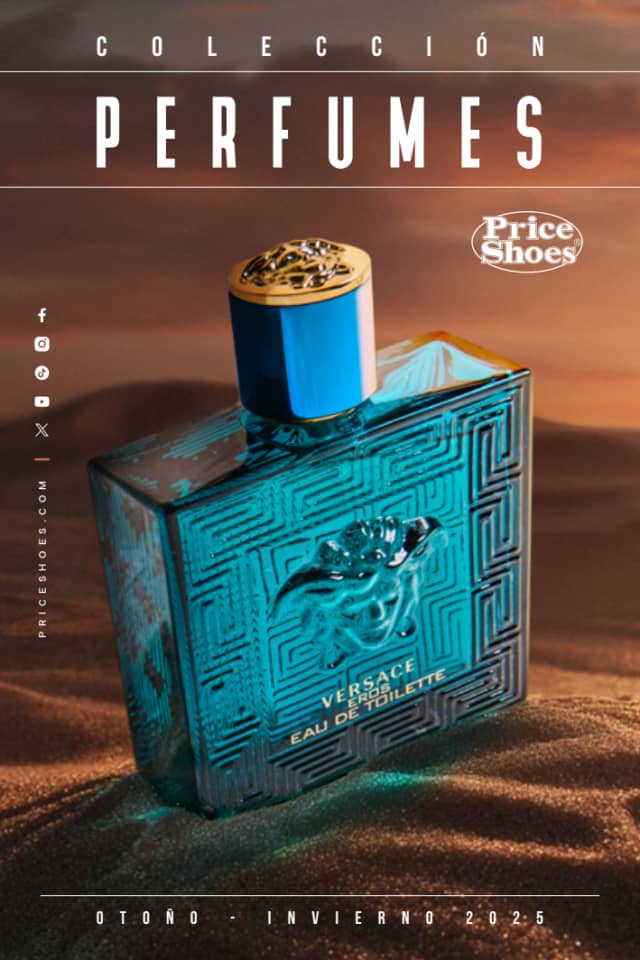 COLECCIÓN
PERFUMES
Price
Shoes®
PRICESHOES.COM
VERSACE
EROS
EAU DE TOILETTE
OTOÑO - INVIERNO 2025